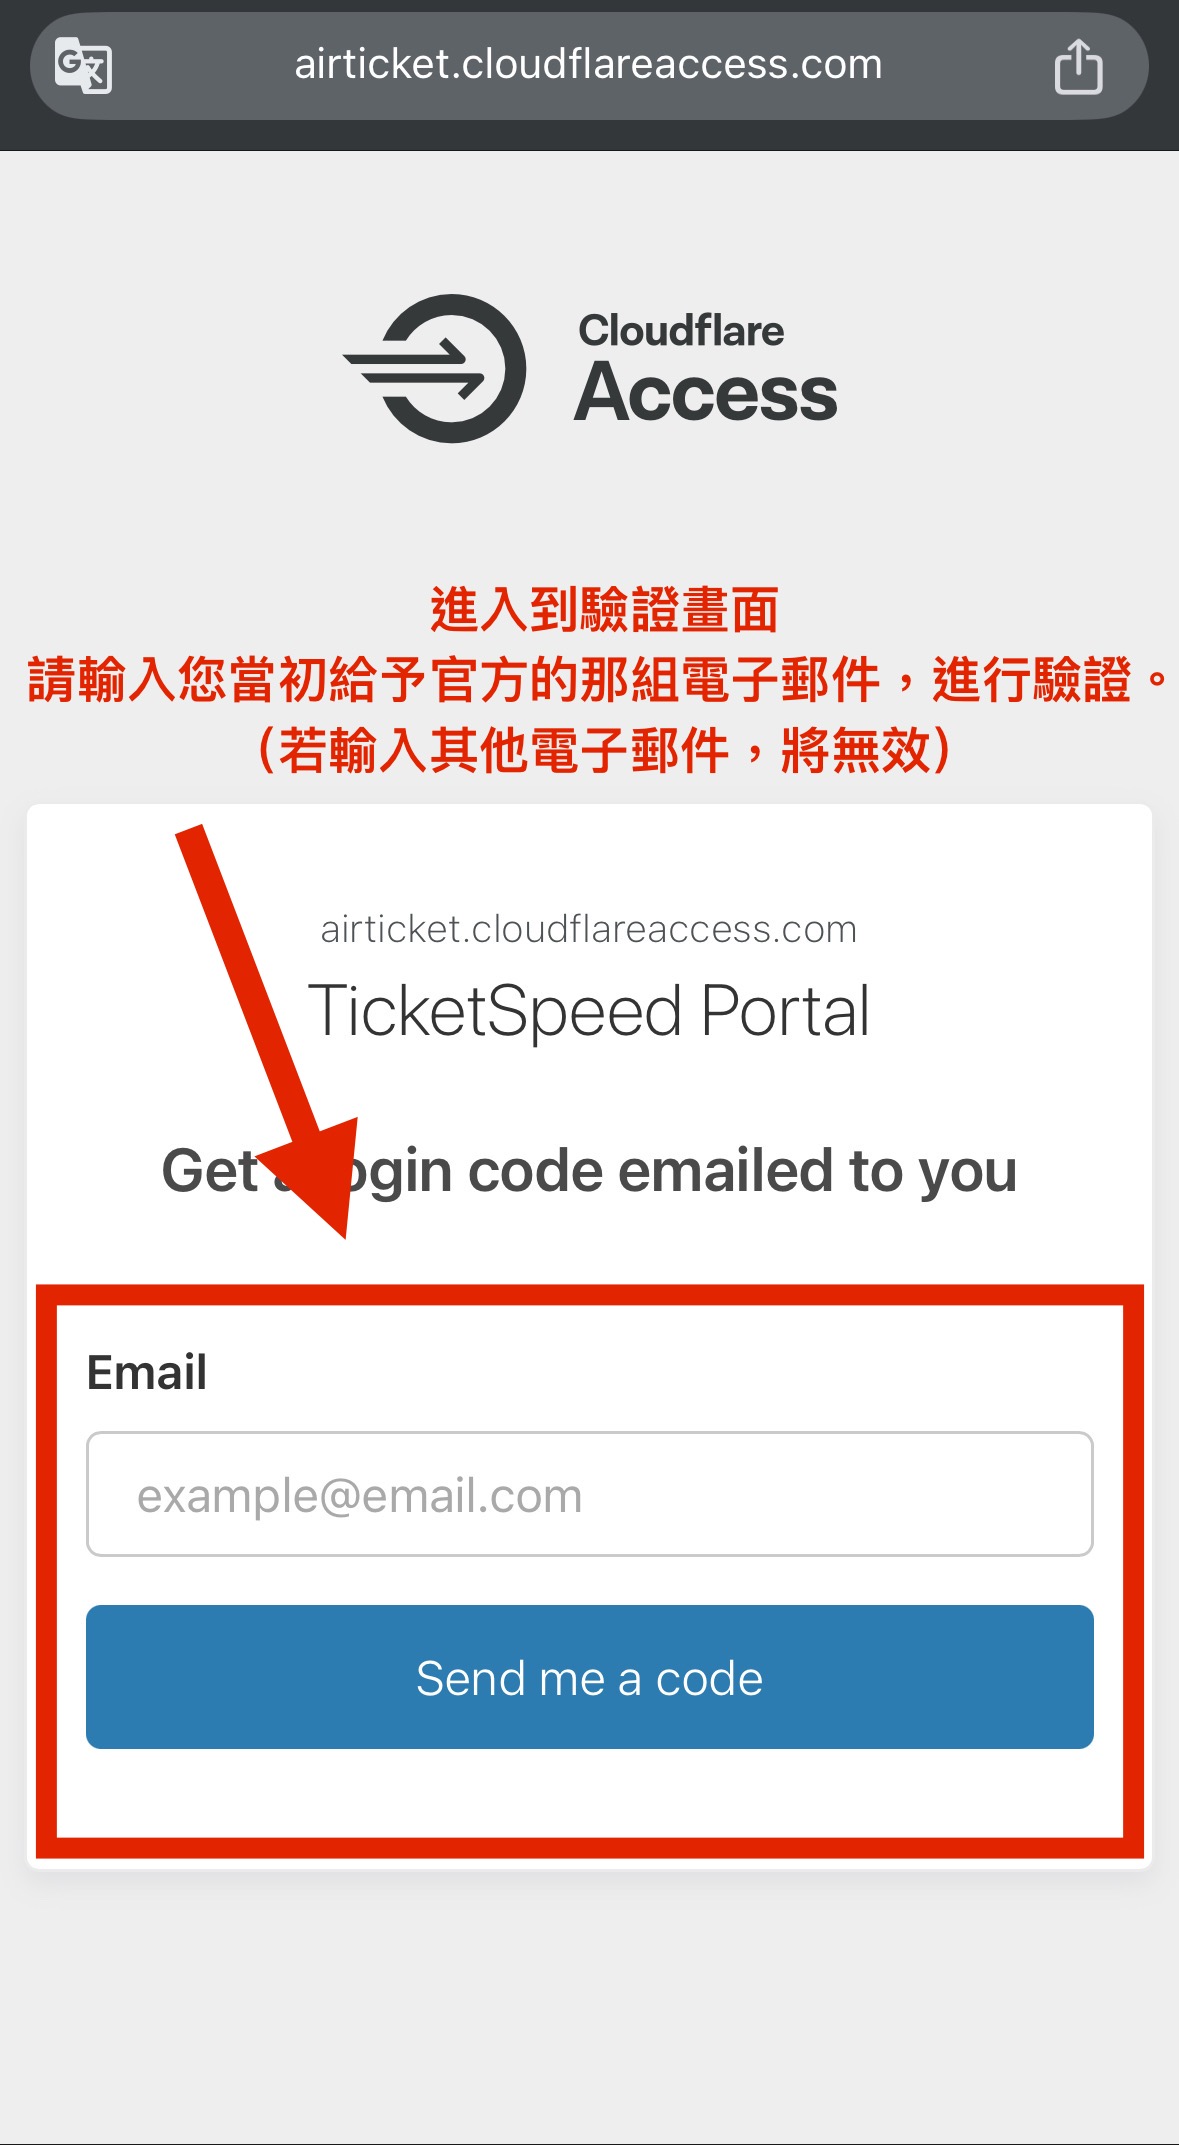 airticket.cloudflareaccess.com
Cloudflare
Access
進入到驗證畫面
請輸入您當初給予官方的那組電子郵件，進行驗證。
（若輸入其他電子郵件，將無效）
airticket.cloudflareaccess.com
TicketSpeed Portal
Get a login code emailed to you
Email
example@email.com
Send me a code